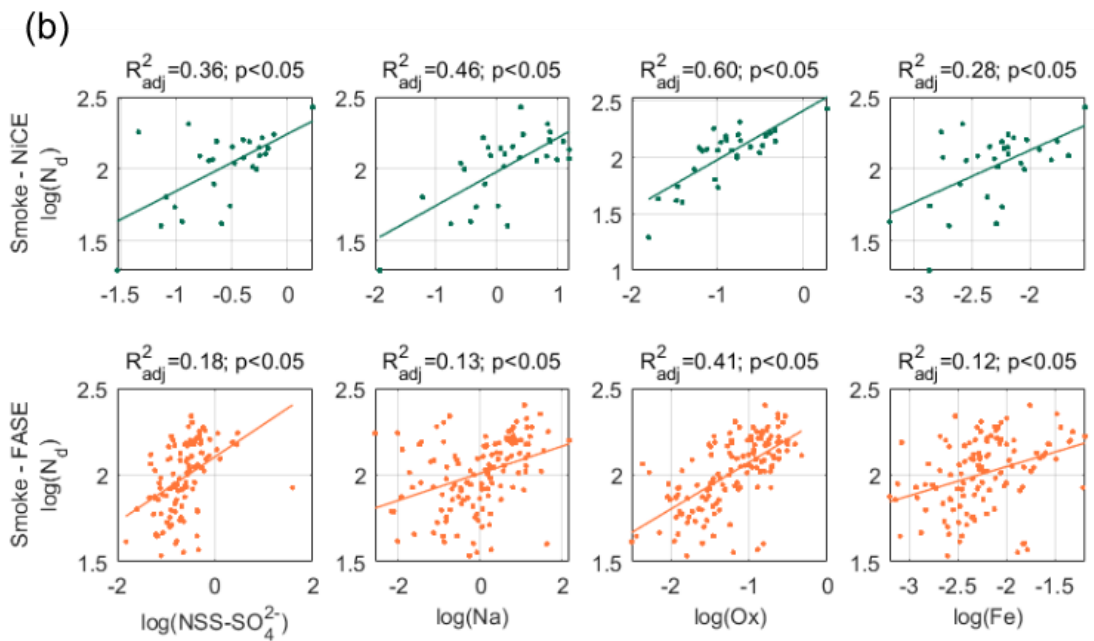 (b)
R²adj=0.36; p<0.05 R²adj=0.46; p<0.05 R²adj=0.60; p<0.05 R²adj=0.28; p<0.05
Smoke - NiCE
log(Nd)
2.5 2.5 2.5 2.5
2 2 2 2
1.5 1.5 1.5 1.5
1
-1.5 -1 -0.5 0 -2 -1 0 1 -2 -1 0 -3 -2.5 -2
R²adj=0.18; p<0.05 R²adj=0.13; p<0.05 R²adj=0.41; p<0.05 R²adj=0.12; p<0.05
Smoke - FASE
log(Nd)
2.5 2.5 2.5 2.5
2 2 2 2
1.5 1.5 1.5 1.5
-2 0 2 -2 0 2 -2 -1 0 -3 -2.5 -2 -1.5
log(NSS-SO₄²⁻) log(Na) log(Ox) log(Fe)